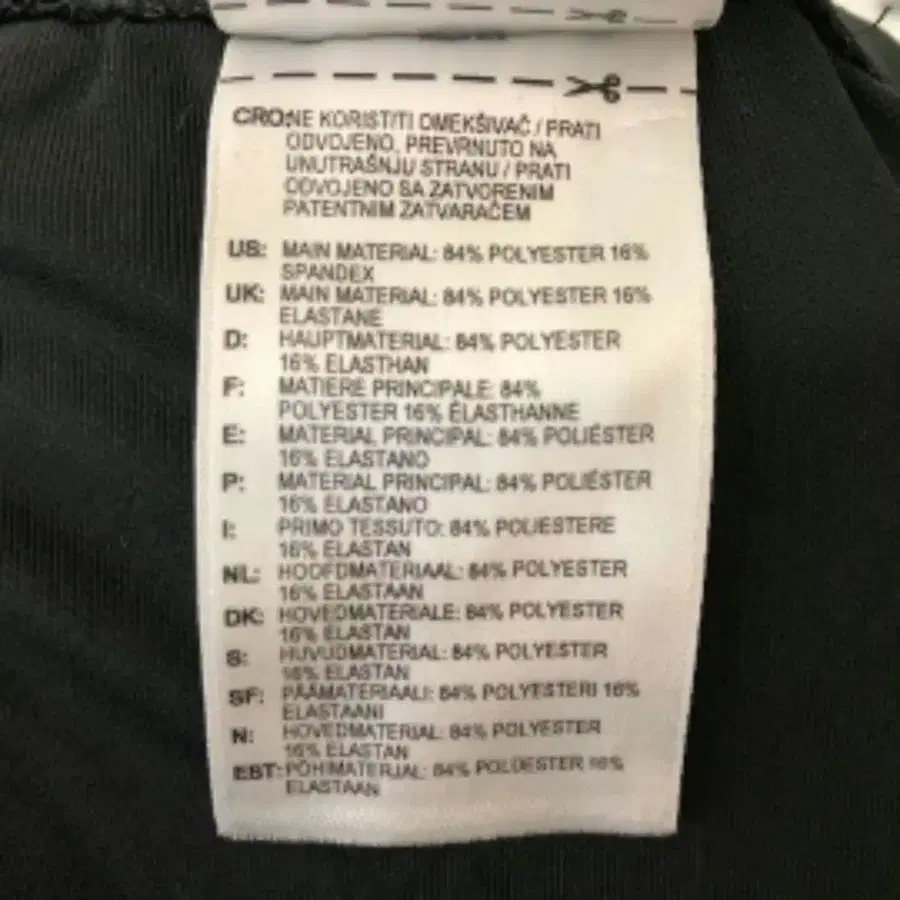 CRO: NE KORISTITI OMEKŠIVAČ / PRATI
ODVOJENO, PREVRNUTO NA
UNUTRAŠNJU STRANU / PRATI
ODVOJENO SA ZATVORENIM
PATENTNIM ZATVARAČEM
US: MAIN MATERIAL: 84% POLYESTER 16%
SPANDEX
UK: MAIN MATERIAL: 84% POLYESTER 16%
ELASTANE
D: HAUPTMATERIAL: 84% POLYESTER
16% ELASTHAN
F: MATIERE PRINCIPALE: 84%
POLYESTER 16% ÉLASTHANNE
E: MATERIAL PRINCIPAL: 84% POLIÉSTER
16% ELASTANO
P: MATERIAL PRINCIPAL: 84% POLIÉSTER
16% ELASTANO
I: PRIMO TESSUTO: 84% POLIESTERE
16% ELASTAN
NL: HOOFDMATERIAAL: 84% POLYESTER
16% ELASTAAN
DK: HOVEDMATERIALE: 84% POLYESTER
16% ELASTAN
S: HUVUDMATERIAL: 84% POLYESTER
16% ELASTAN
SF: PÄÄMATERIAALI: 84% POLYESTERI 16%
ELASTAANI
N: HOVEDMATERIAL: 84% POLYESTER
16% ELASTAN
EST: PÕHIMATERJAL: 84% POLÜESTER 16%
ELASTAAN